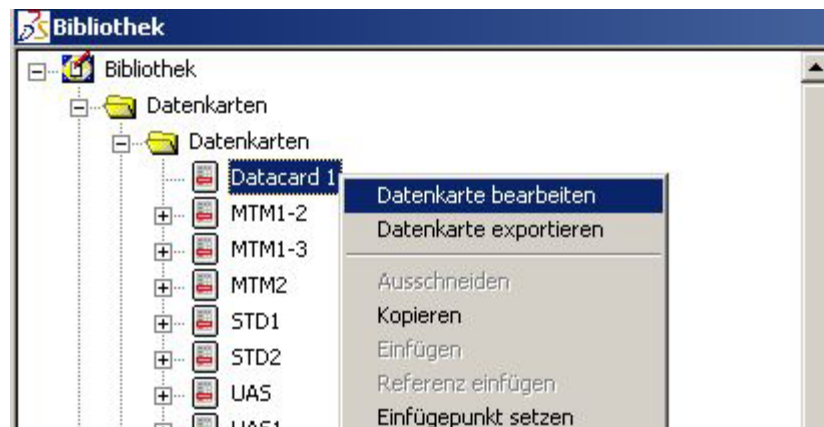 Bibliothek
Bibliothek
Datenkarten
Datenkarten
Datacard 1
MTM1-2
MTM1-3
MTM2
STD1
STD2
UAS
UAS1
Datenkarte bearbeiten
Datenkarte exportieren
Ausschneiden
Kopieren
Einfügen
Referenz einfügen
Einfügepunkt setzen